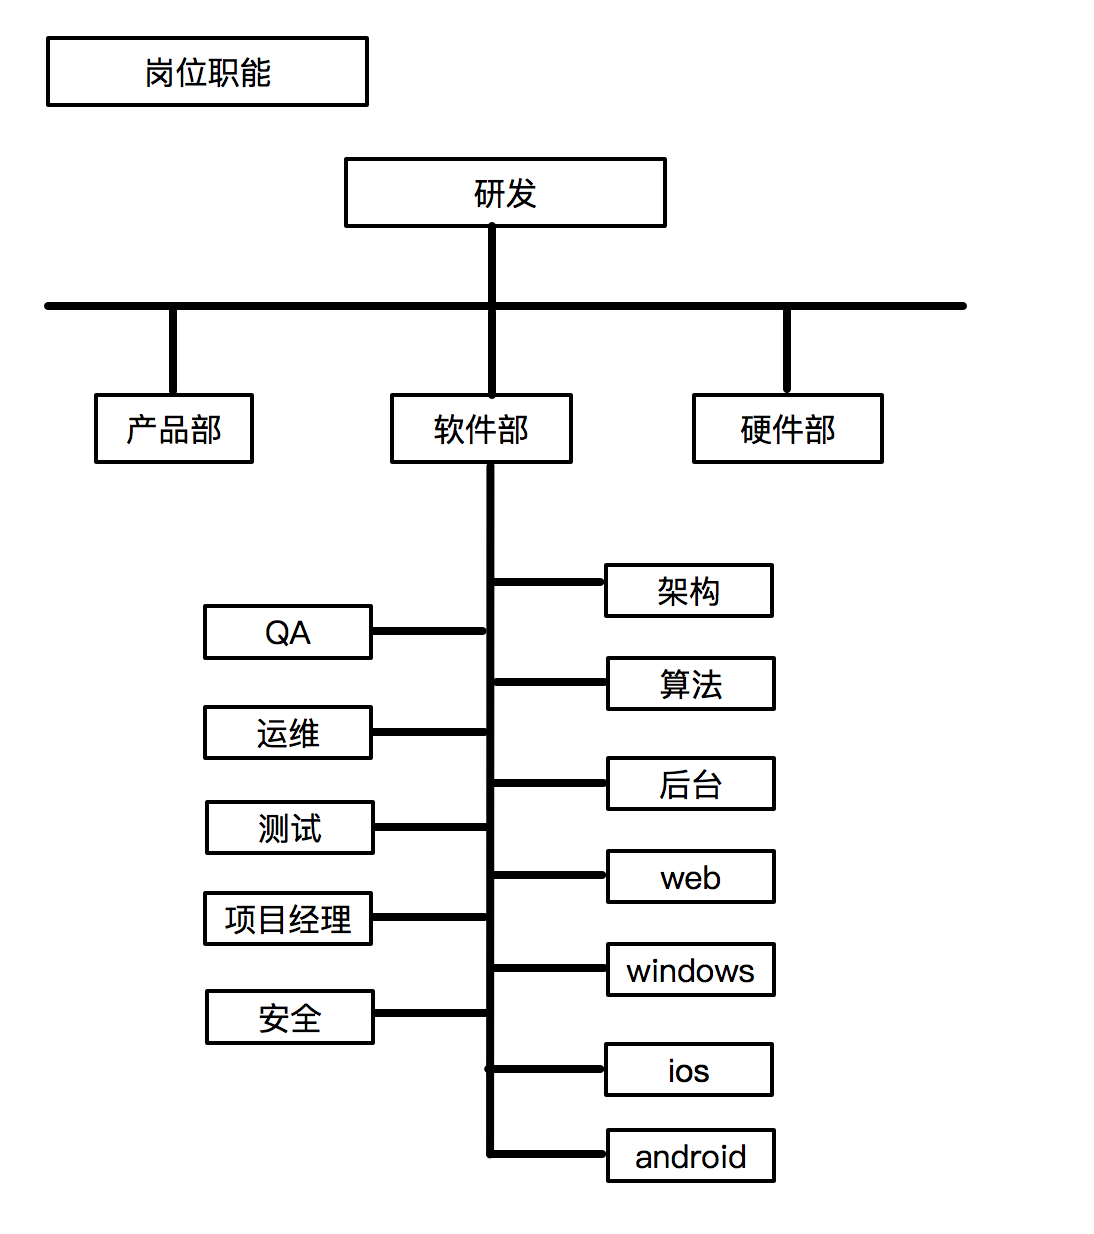 岗位职能
研发
产品部
软件部
硬件部
架构
QA
算法
运维
后台
测试
web
项目经理
windows
安全
ios
android